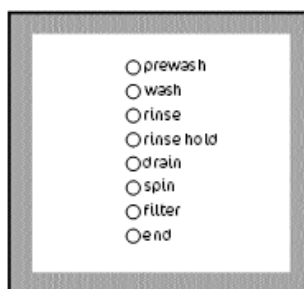 prewash
wash
rinse
rinse hold
drain
spin
filter
end